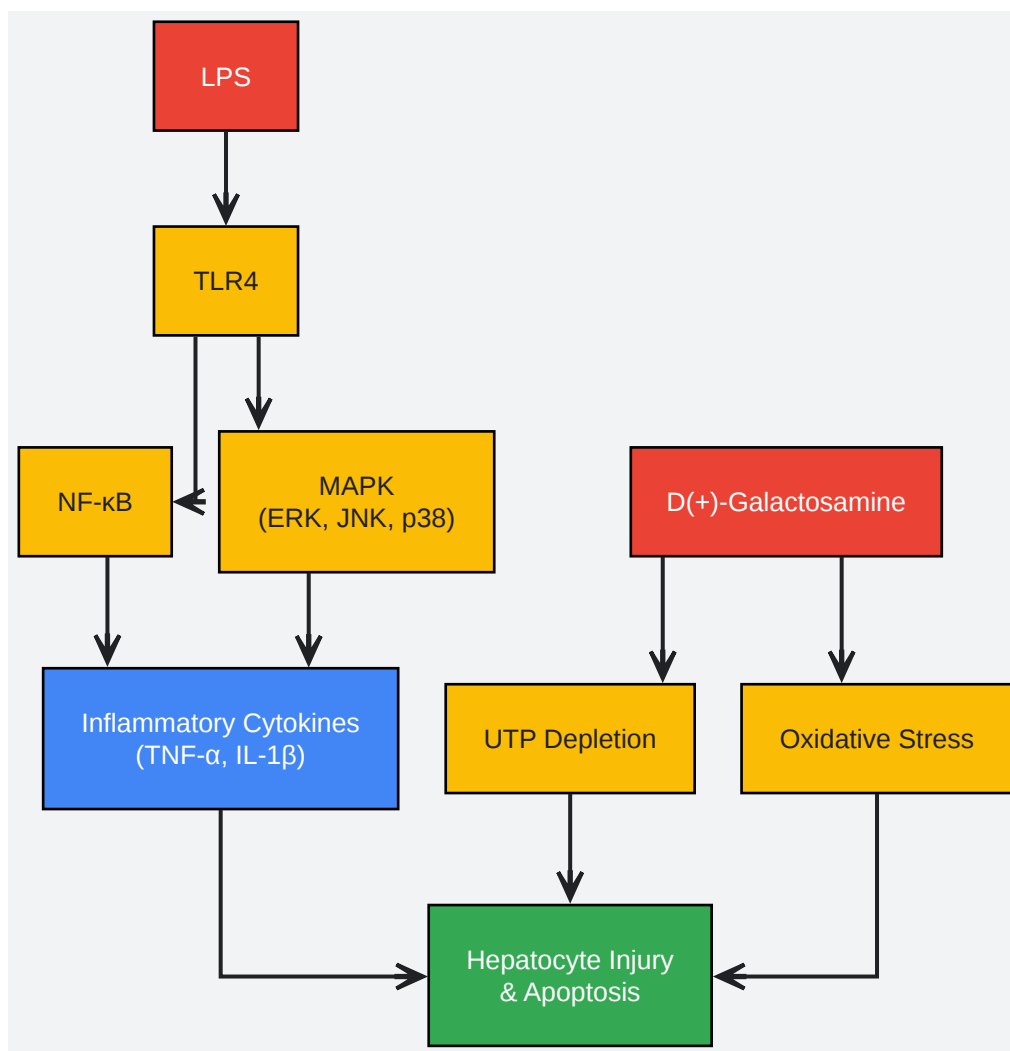 LPS
TLR4
NF-κB
MAPK
(ERK, JNK, p38)
D(+)-Galactosamine
Inflammatory Cytokines
(TNF-α, IL-1β)
UTP Depletion
Oxidative Stress
Hepatocyte Injury
& Apoptosis